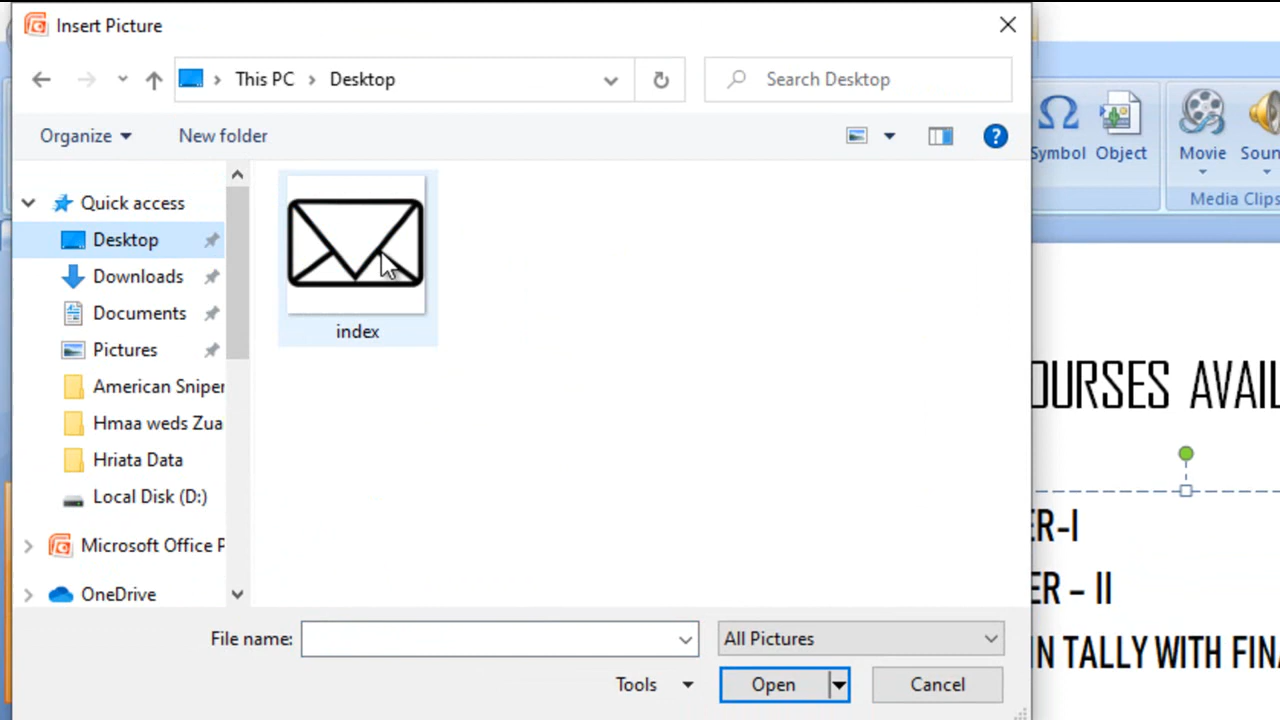 Insert Picture
This PC
Desktop
Search Desktop
Organize
New folder
Quick access
Desktop
Downloads
Documents
Pictures
American Sniper
Hmaa weds Zua
Hriata Data
Local Disk (D:)
Microsoft Office P
OneDrive
index
File name:
All Pictures
Tools
Open
Cancel
Symbol
Object
Movie
Soun
Media Clips
OURSES AVAIL
ER-I
ER – II
IN TALLY WITH FINA